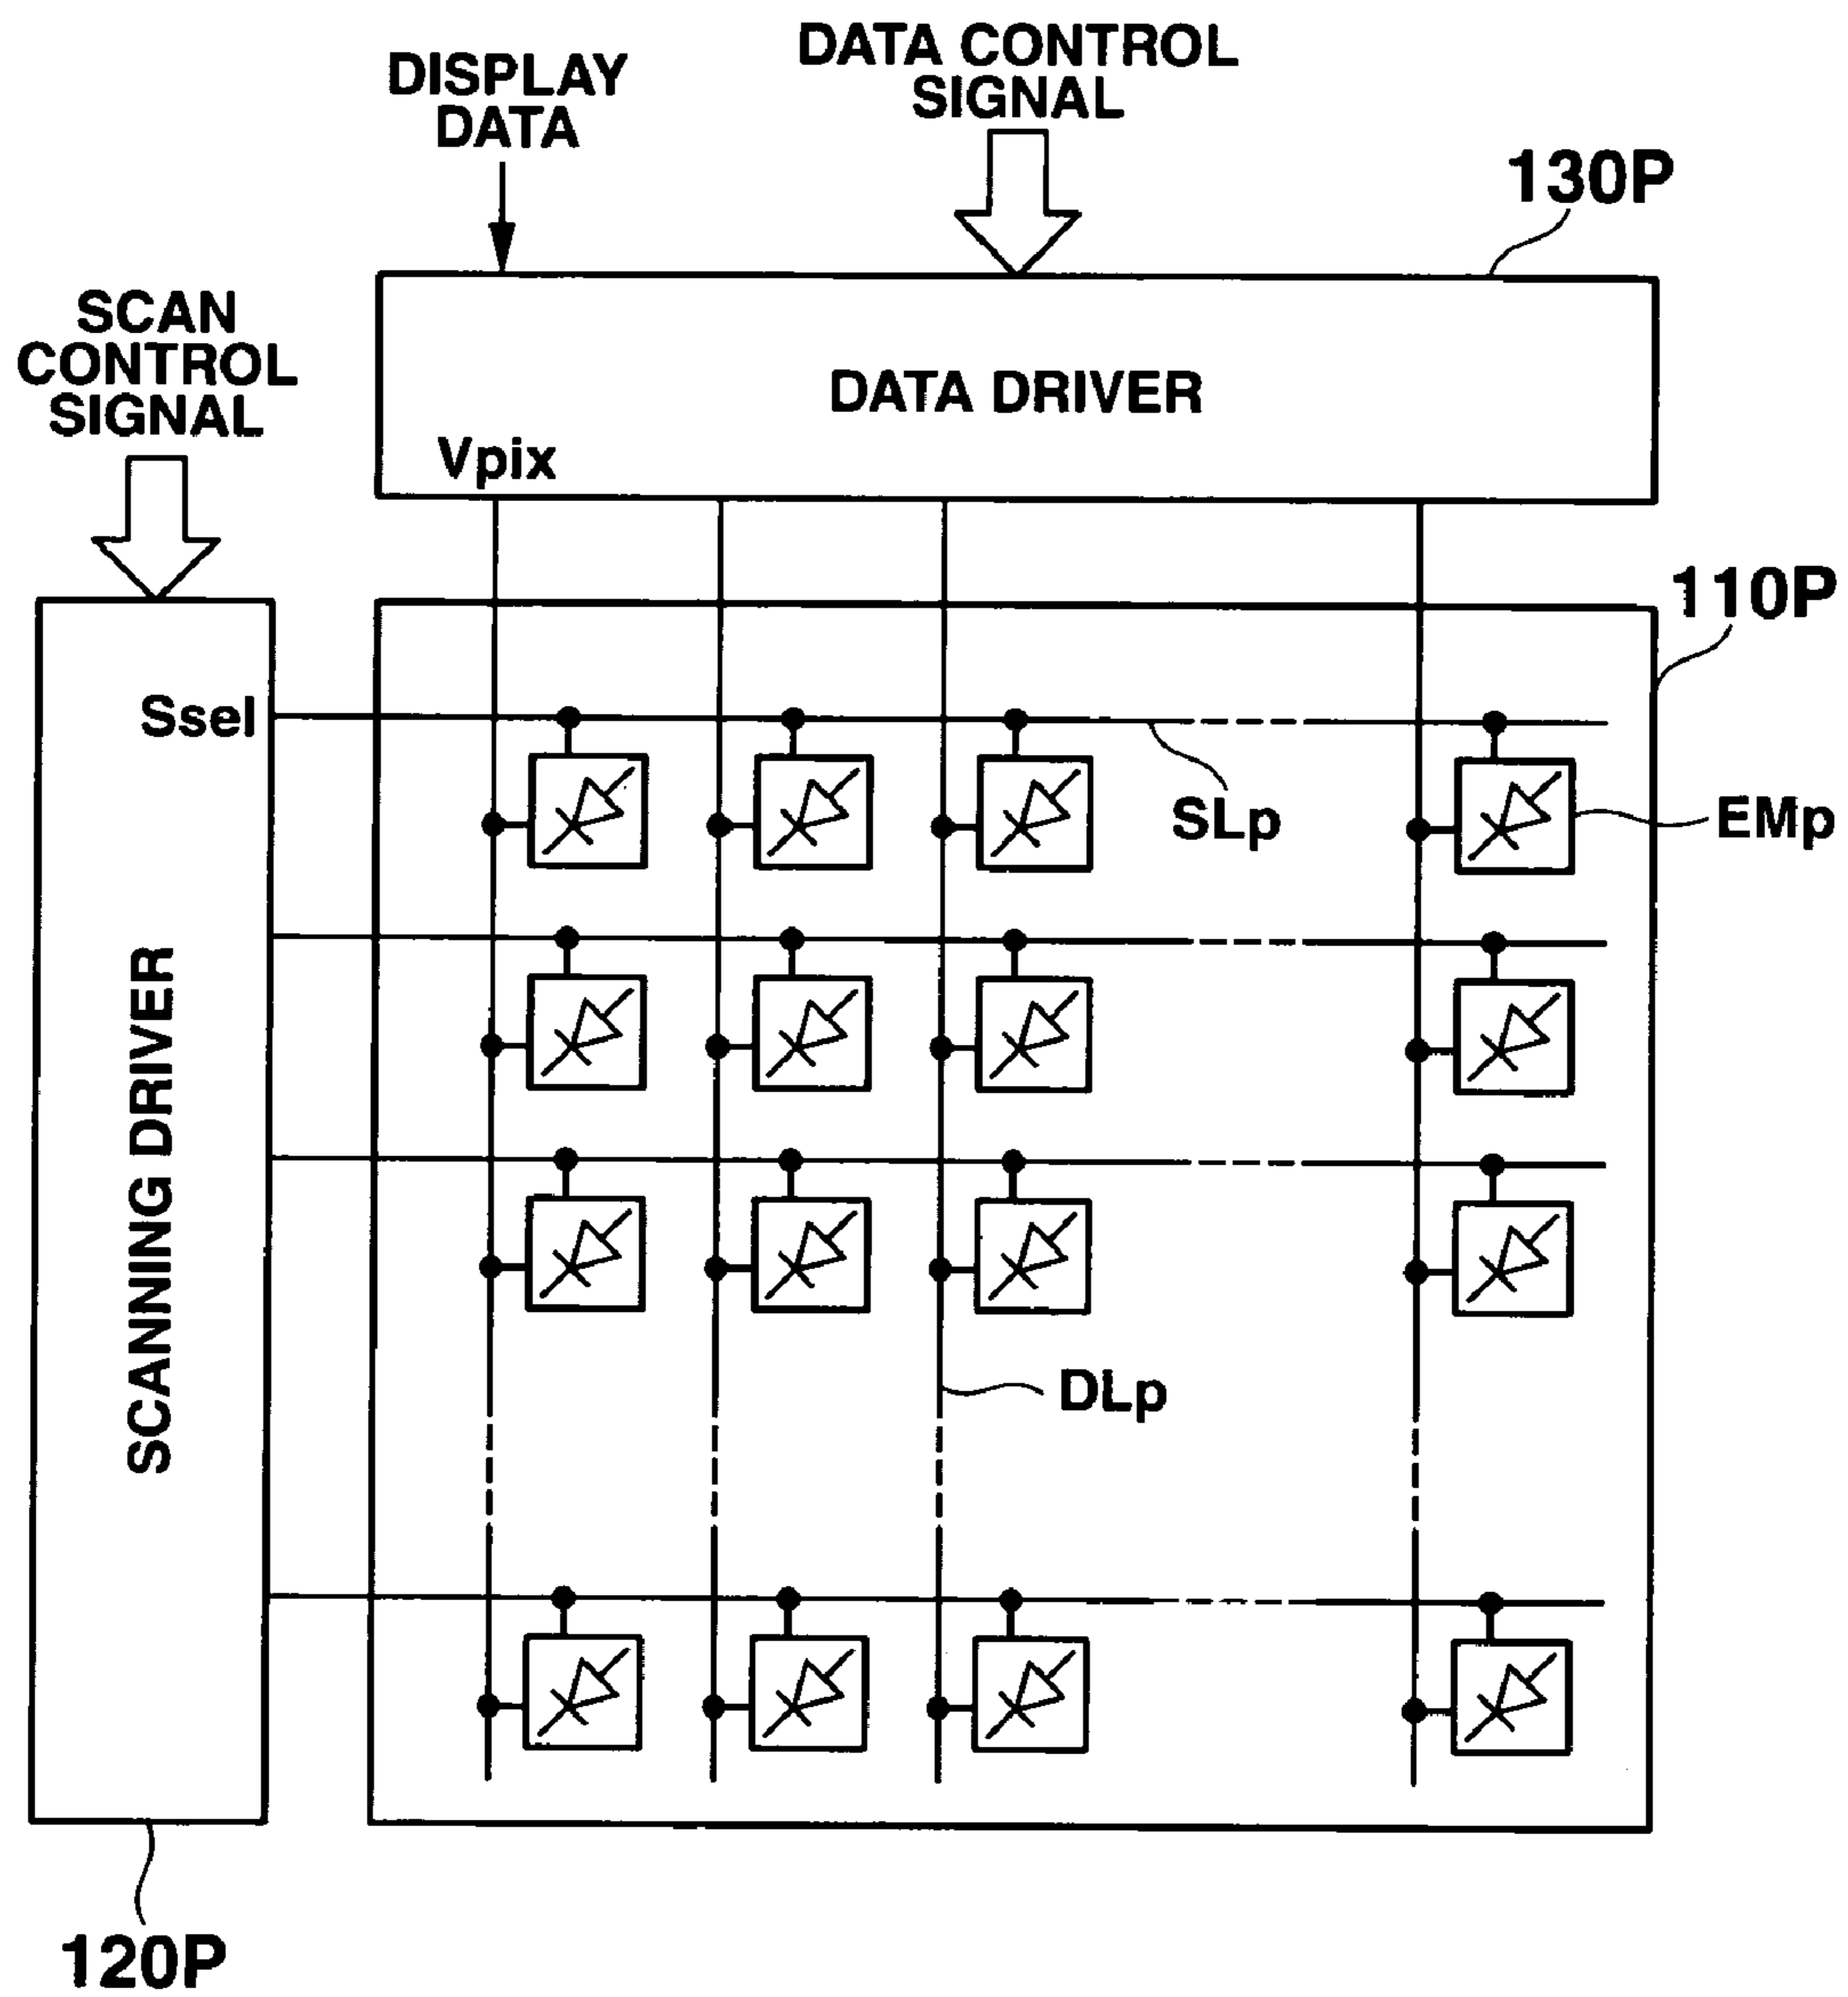 DATA CONTROL
SIGNAL
DISPLAY
DATA
130P
SCAN
CONTROL
SIGNAL
DATA DRIVER
Vpix
110P
Ssel
SLp
EMp
SCANNING DRIVER
DLp
120P